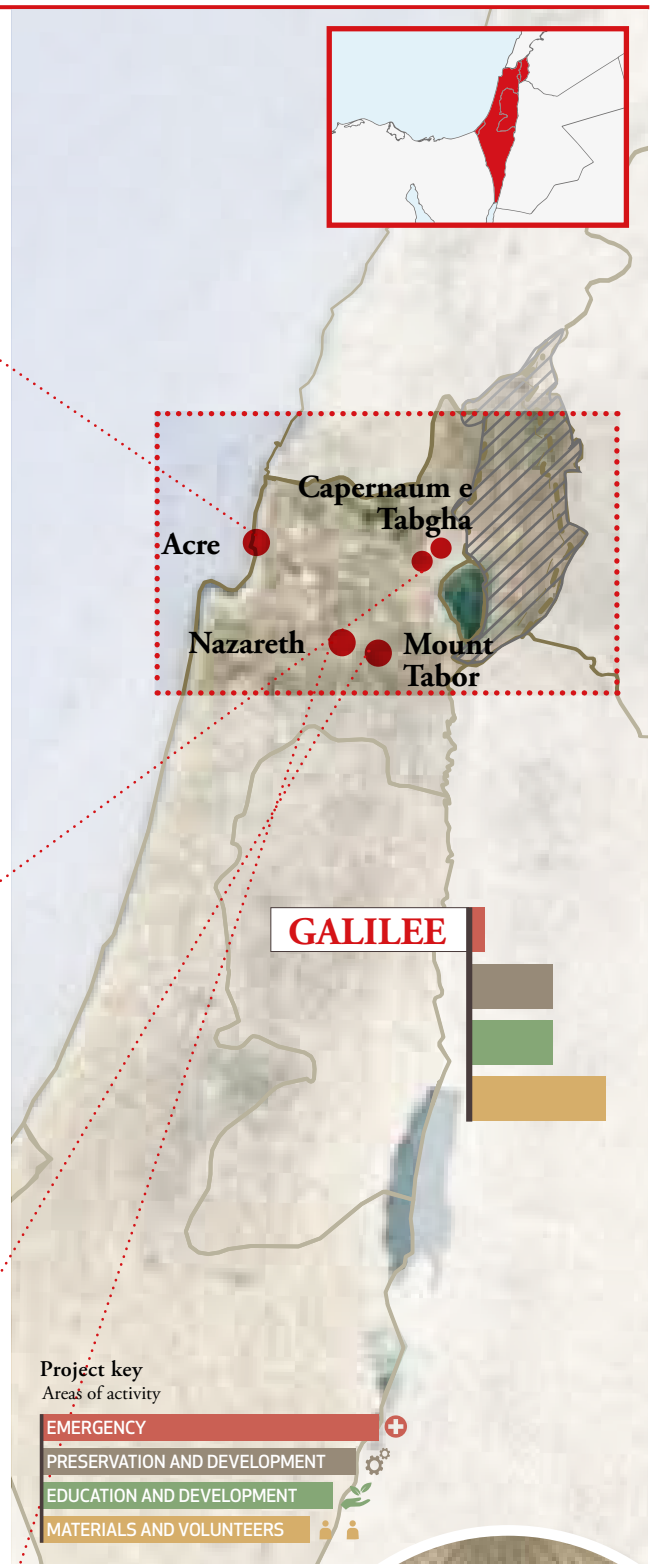 Capernaum e
Tabgha
Acre
Nazareth
Mount
Tabor
GALILEE
Project key
Areas of activity
EMERGENCY
PRESERVATION AND DEVELOPMENT
EDUCATION AND DEVELOPMENT
MATERIALS AND VOLUNTEERS